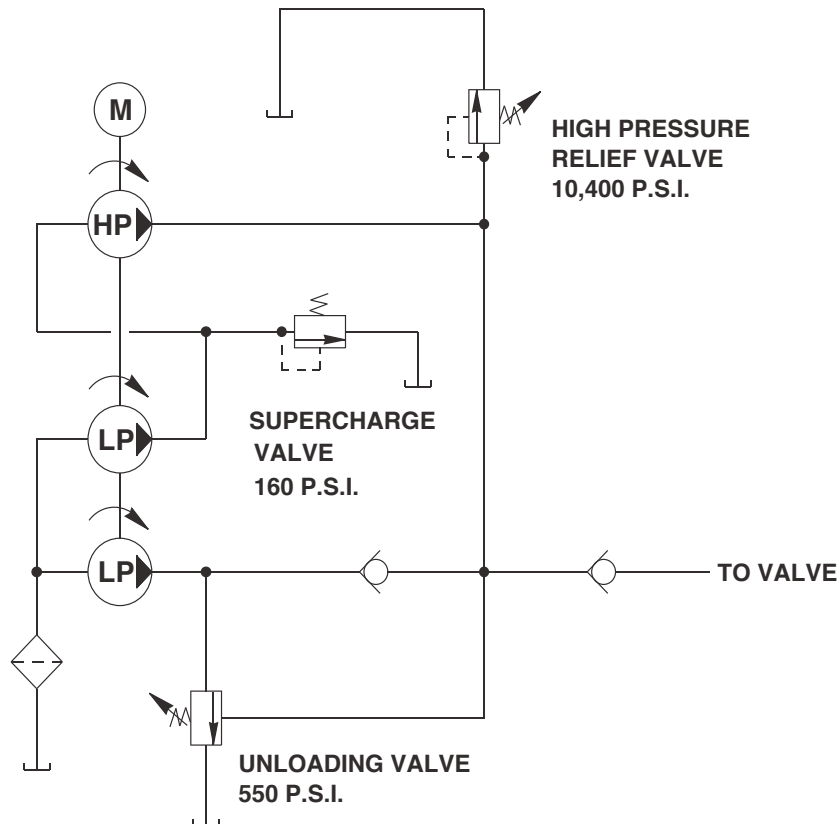 M
HIGH PRESSURE
RELIEF VALVE
10,400 P.S.I.
HP
SUPERCHARGE
VALVE
160 P.S.I.
LP
LP
TO VALVE
UNLOADING VALVE
550 P.S.I.